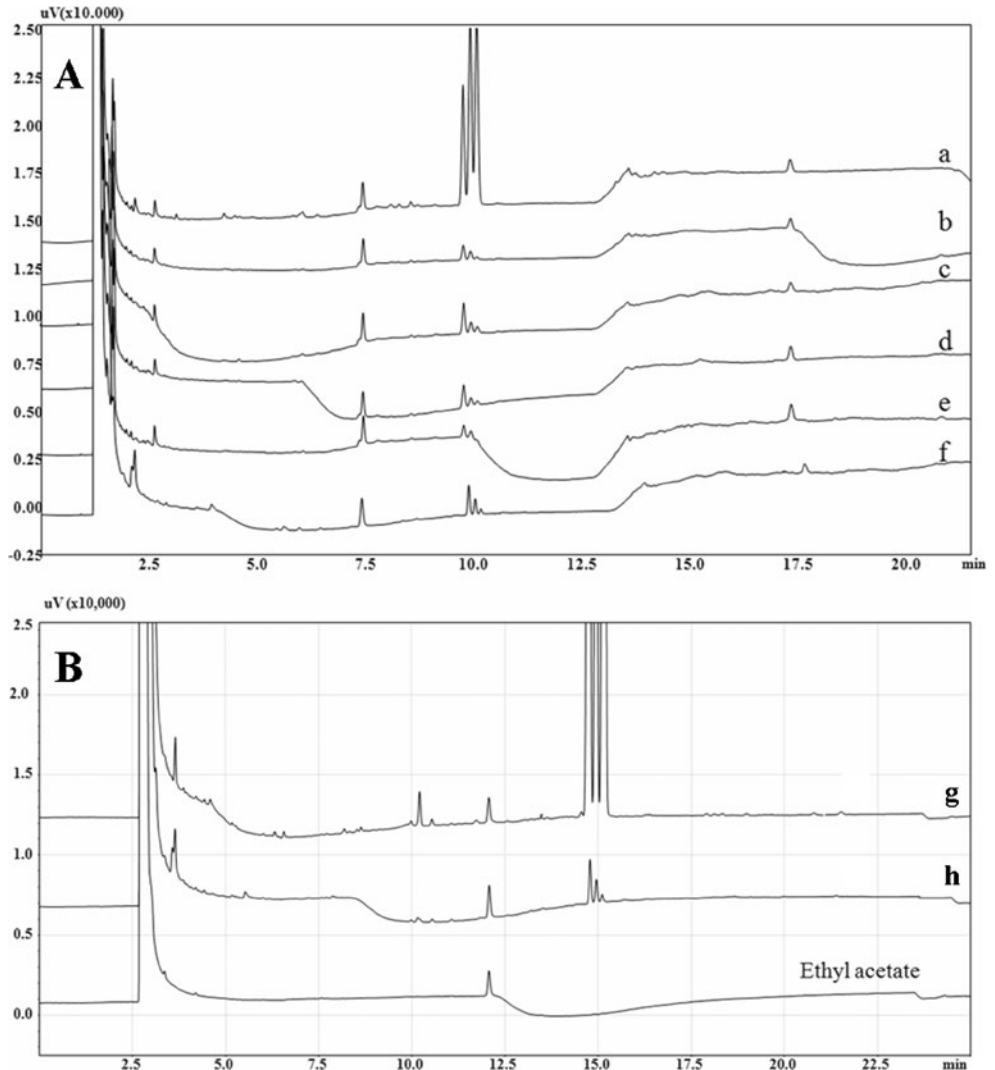 uV(x10.000)
2.50
A
2.25
2.00
1.75
a
1.50
b
1.25
c
1.00
d
0.75
e
0.50
f
0.25
0.00
-0.25
2.5 5.0 7.5 10.0 12.5 15.0 17.5 20.0 min
uV (x10,000)
2.5
B
2.0
1.5
g
1.0
h
0.5
Ethyl acetate
0.0
2.5 5.0 7.5 10.0 12.5 15.0 17.5 20.0 22.5 min